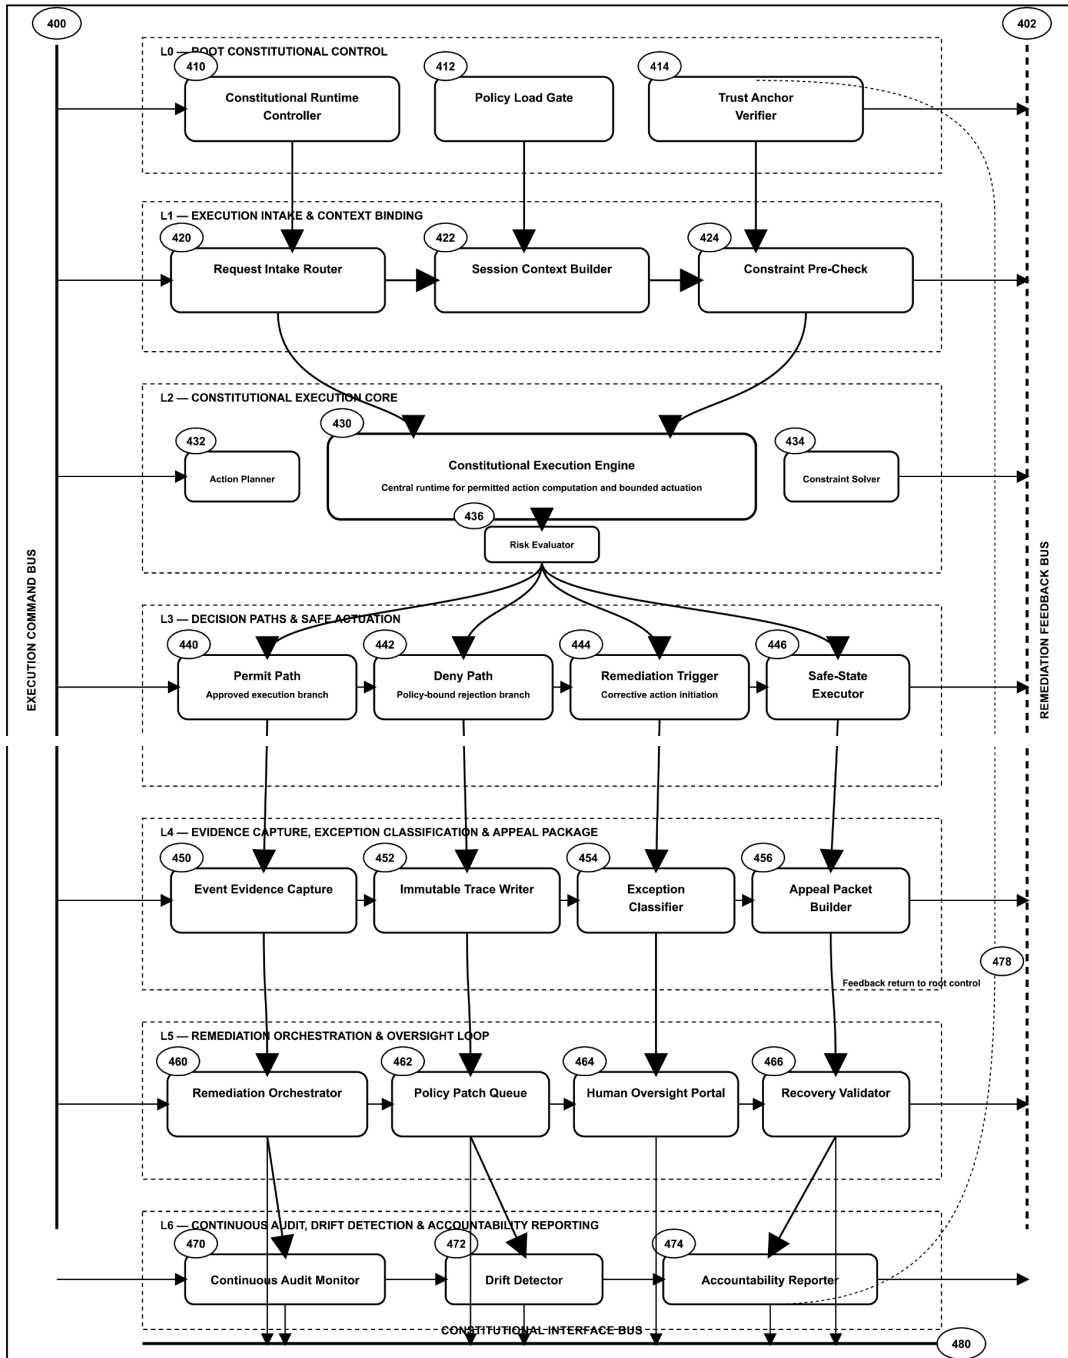 400
402
L0 — ROOT CONSTITUTIONAL CONTROL
410
412
414
Constitutional Runtime
Controller
Policy Load Gate
Trust Anchor
Verifier
L1 — EXECUTION INTAKE & CONTEXT BINDING
420
422
424
Request Intake Router
Session Context Builder
Constraint Pre-Check
L2 — CONSTITUTIONAL EXECUTION CORE
430
432
434
Constitutional Execution Engine
Central runtime for permitted action computation and bounded actuation
Action Planner
Constraint Solver
436
Risk Evaluator
EXECUTION COMMAND BUS
REMEDIATION FEEDBACK BUS
L3 — DECISION PATHS & SAFE ACTUATION
440
442
444
446
Permit Path
Approved execution branch
Deny Path
Policy-bound rejection branch
Remediation Trigger
Corrective action initiation
Safe-State
Executor
L4 — EVIDENCE CAPTURE, EXCEPTION CLASSIFICATION & APPEAL PACKAGE
450
452
454
456
Event Evidence Capture
Immutable Trace Writer
Exception
Classifier
Appeal Packet
Builder
478
Feedback return to root control
L5 — REMEDIATION ORCHESTRATION & OVERSIGHT LOOP
460
462
464
466
Remediation Orchestrator
Policy Patch Queue
Human Oversight Portal
Recovery Validator
L6 — CONTINUOUS AUDIT, DRIFT DETECTION & ACCOUNTABILITY REPORTING
470
472
474
Continuous Audit Monitor
Drift Detector
Accountability Reporter
CONSTITUTIONAL INTERFACE BUS
480